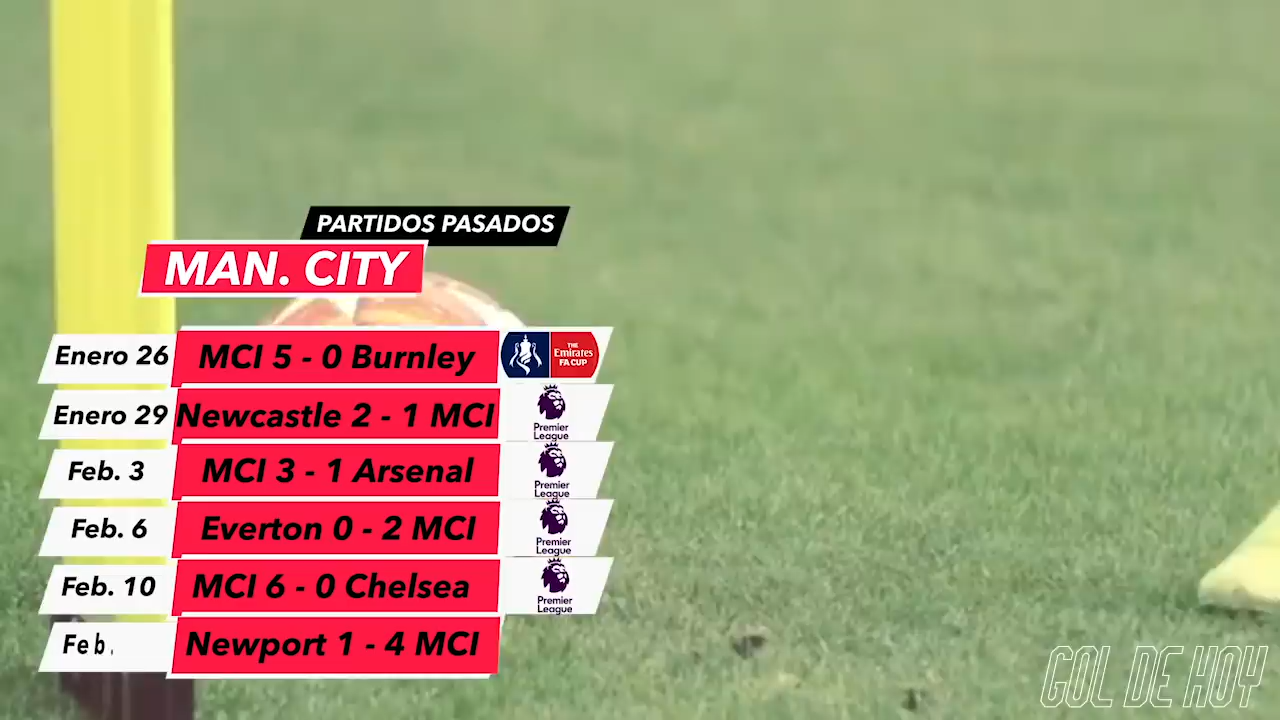 PARTIDOS PASADOS
MAN. CITY
Enero 26 MCI 5 - 0 Burnley THE Emirates FA CUP
Enero 29 Newcastle 2 - 1 MCI Premier League
Feb. 3 MCI 3 - 1 Arsenal Premier League
Feb. 6 Everton 0 - 2 MCI Premier League
Feb. 10 MCI 6 - 0 Chelsea Premier League
Feb. Newport 1 - 4 MCI
GOL DE HOY